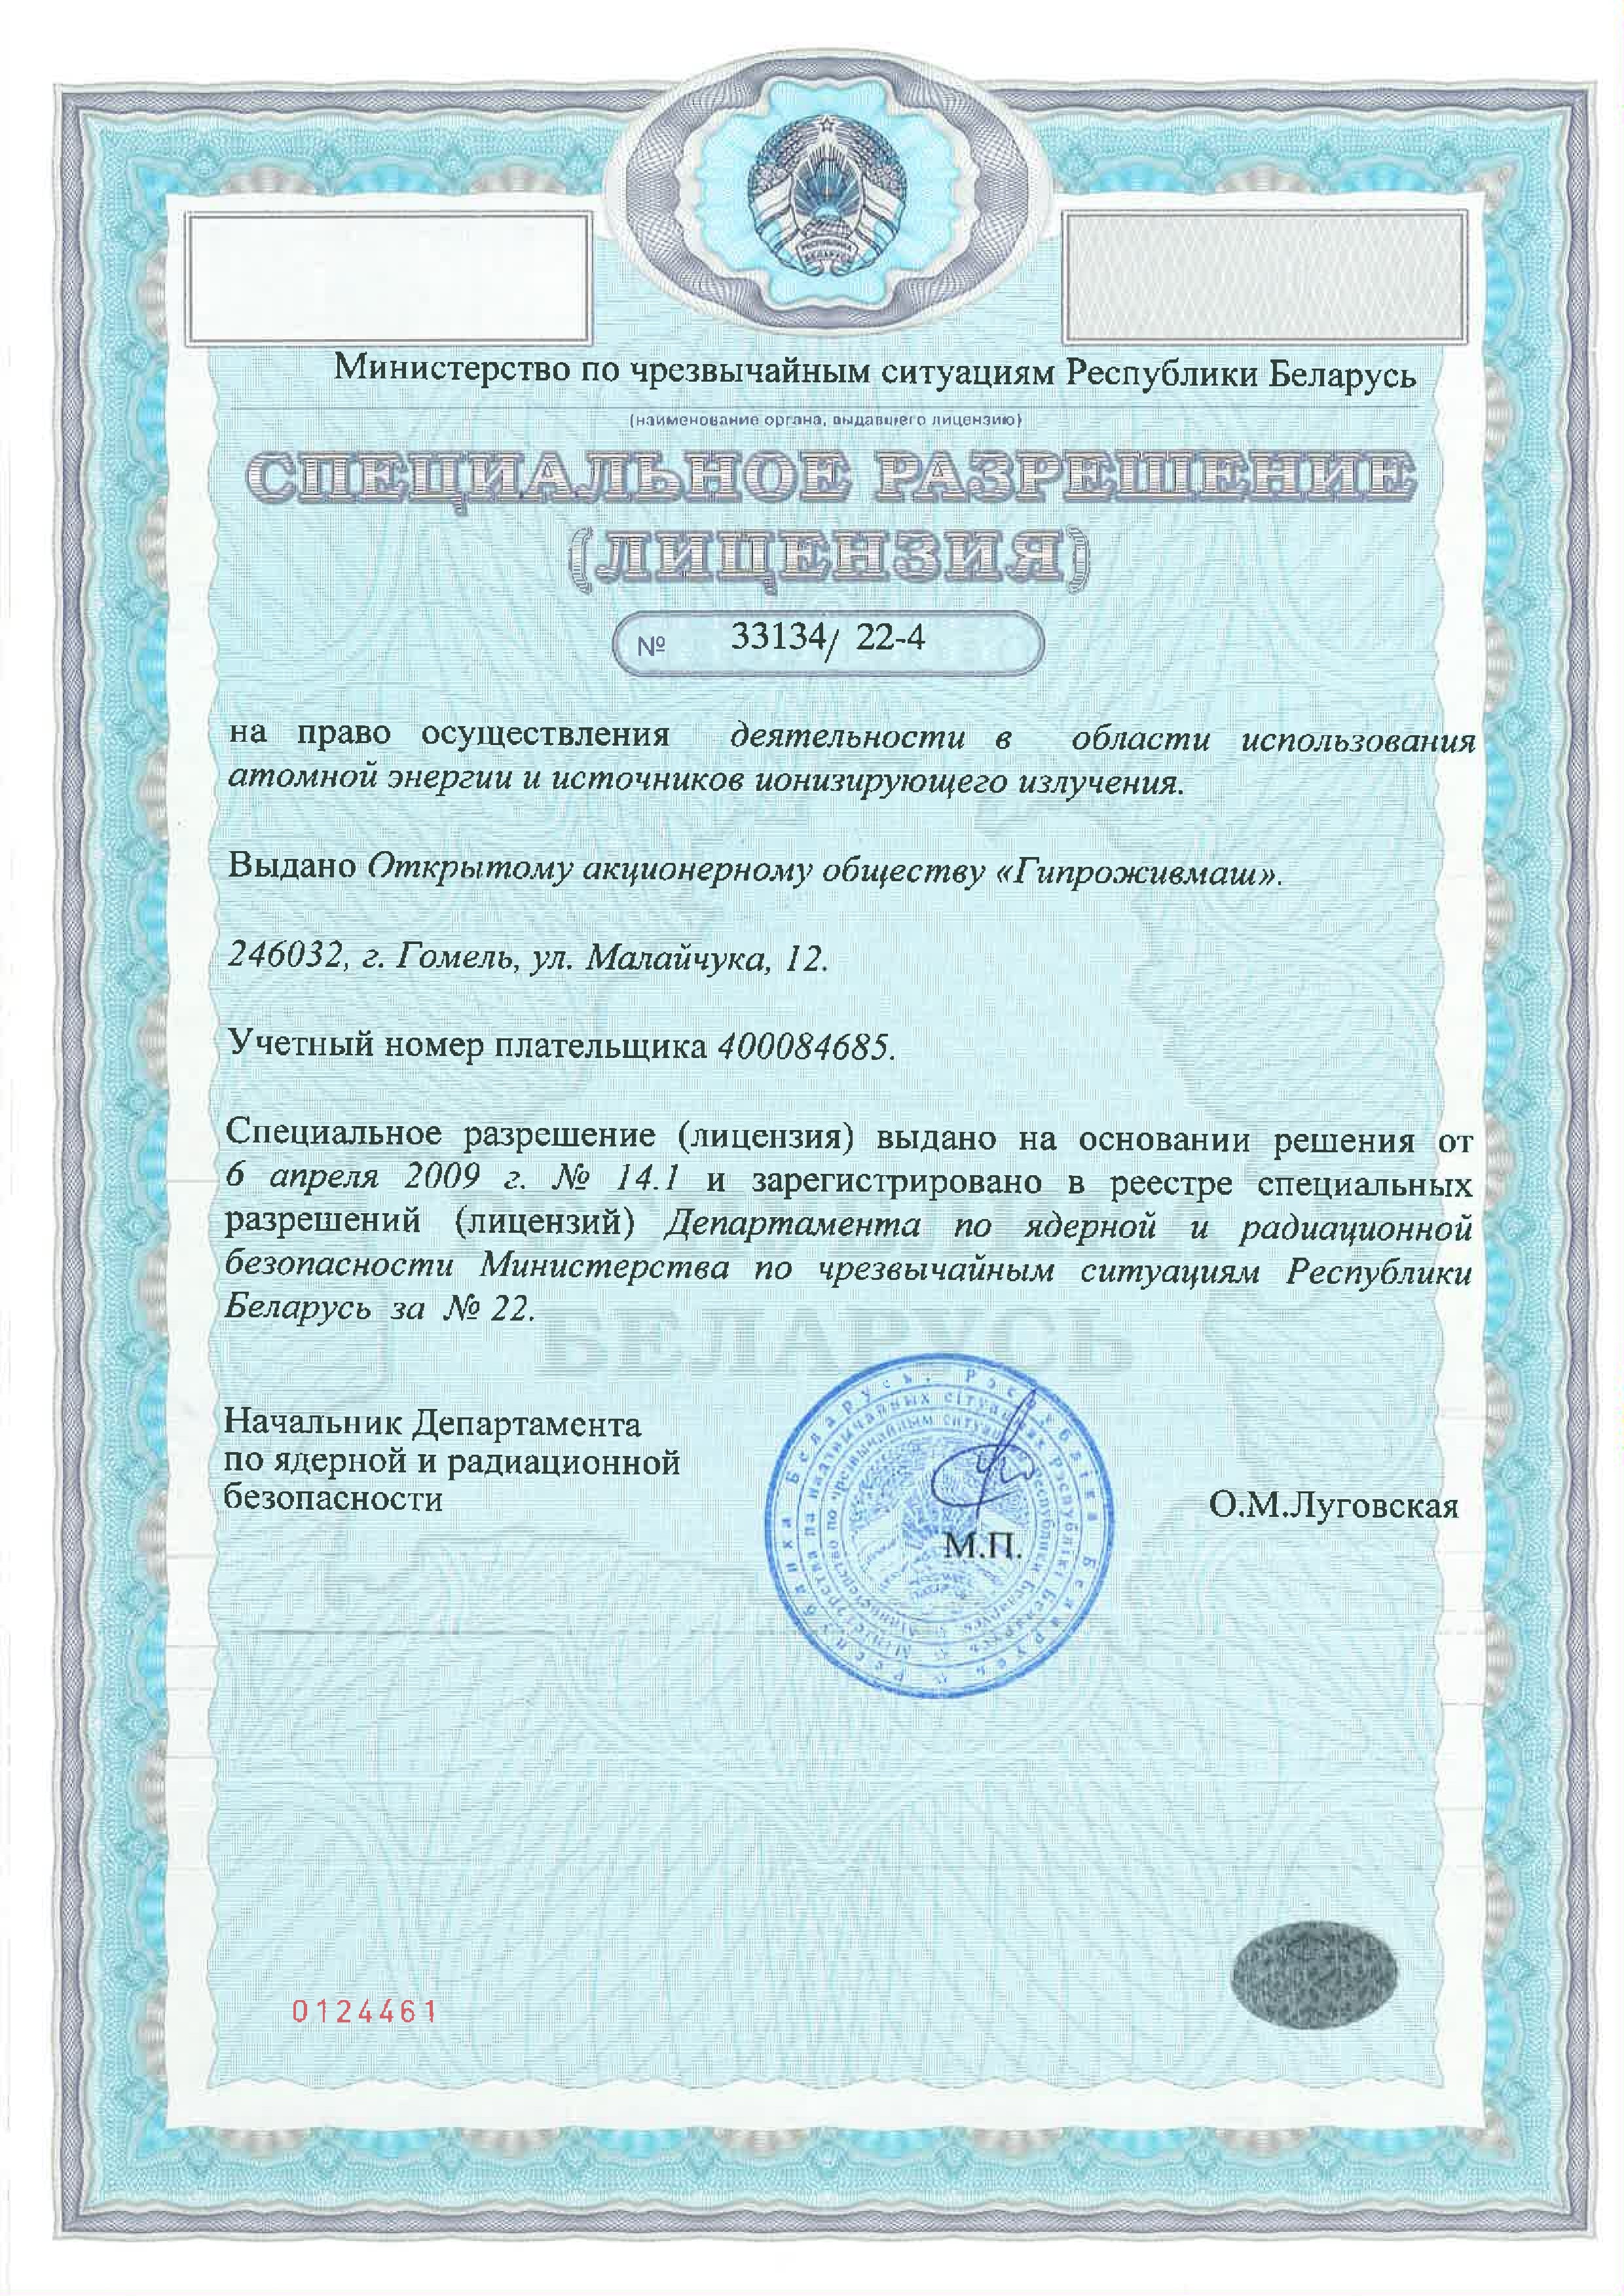 РЕСПУБЛИКА
БЕЛАРУСЬ
Министерство по чрезвычайным ситуациям Республики Беларусь
(наименование органа, выдавшего лицензию)
СПЕЦИАЛЬНОЕ РАЗРЕШЕНИЕ
(ЛИЦЕНЗИЯ)
№ 33134/ 22-4
на право осуществления деятельности в области использования
атомной энергии и источников ионизирующего излучения.
Выдано Открытому акционерному обществу «Гипроживмаш».
246032, г. Гомель, ул. Малайчука, 12.
Учетный номер плательщика 400084685.
Специальное разрешение (лицензия) выдано на основании решения от
6 апреля 2009 г. № 14.1 и зарегистрировано в реестре специальных
разрешений (лицензий) Департамента по ядерной и радиационной
безопасности Министерства по чрезвычайным ситуациям Республики
Беларусь за № 22.
БЕЛАРУСЬ
Начальник Департамента
по ядерной и радиационной
безопасности
М.П.
О.М.Луговская
Рэспубліка Беларусь
0124461